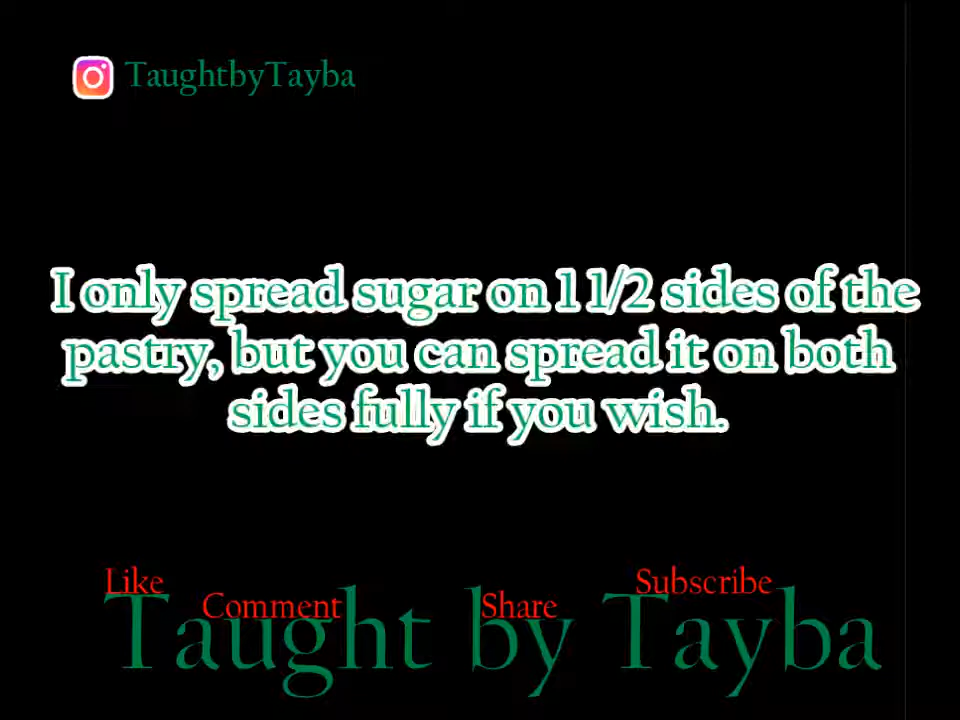 TaughtbyTayba
I only spread sugar on 1 1/2 sides of the
pastry, but you can spread it on both
sides fully if you wish.
Like
Comment
Share
Subscribe
Taught by Tayba